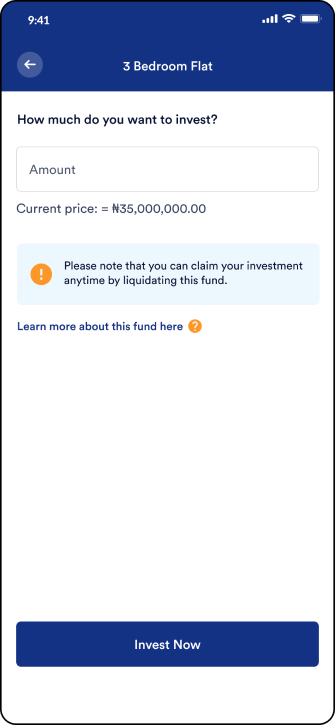 9:41
3 Bedroom Flat
How much do you want to invest?
Amount
Current price: = ₦35,000,000.00
Please note that you can claim your investment
anytime by liquidating this fund.
Learn more about this fund here ?
Invest Now